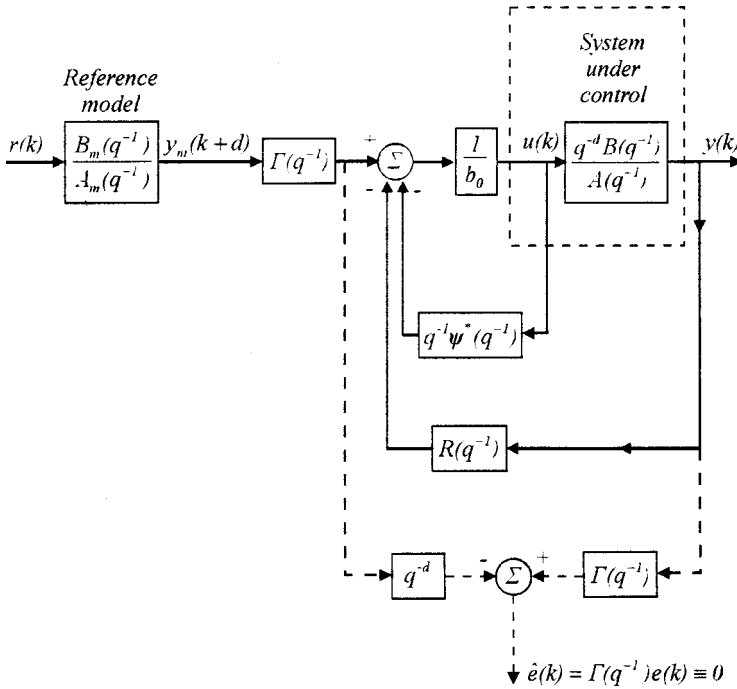 Reference
model
System
under
control
r(k)
B_m(q^{-1})
A_m(q^{-1})
y_m(k+d)
Γ(q^{-1})
+
Σ
-
-
1
b_0
u(k)
q^{-d}B(q^{-1})
A(q^{-1})
y(k)
q^{-1}ψ^*(q^{-1})
R(q^{-1})
q^{-d}
-
Σ
+
Γ(q^{-1})
ê(k) = Γ(q^{-1})e(k) ≡ 0